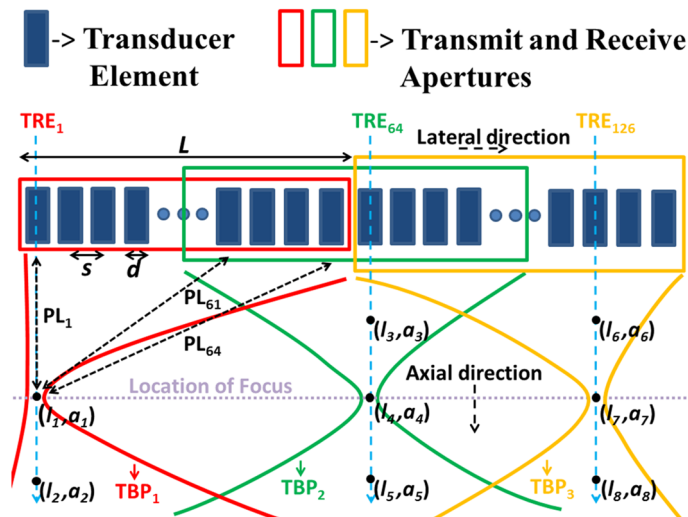 -> Transducer Element
-> Transmit and Receive Apertures
TRE1
TRE64
TRE126
L
Lateral direction
s
d
PL1
PL61
PL64
(l3,a3)
(l6,a6)
Location of Focus
Axial direction
(l1,a1)
(l4,a4)
(l7,a7)
(l2,a2)
TBP1
TBP2
(l5,a5)
TBP3
(l8,a8)